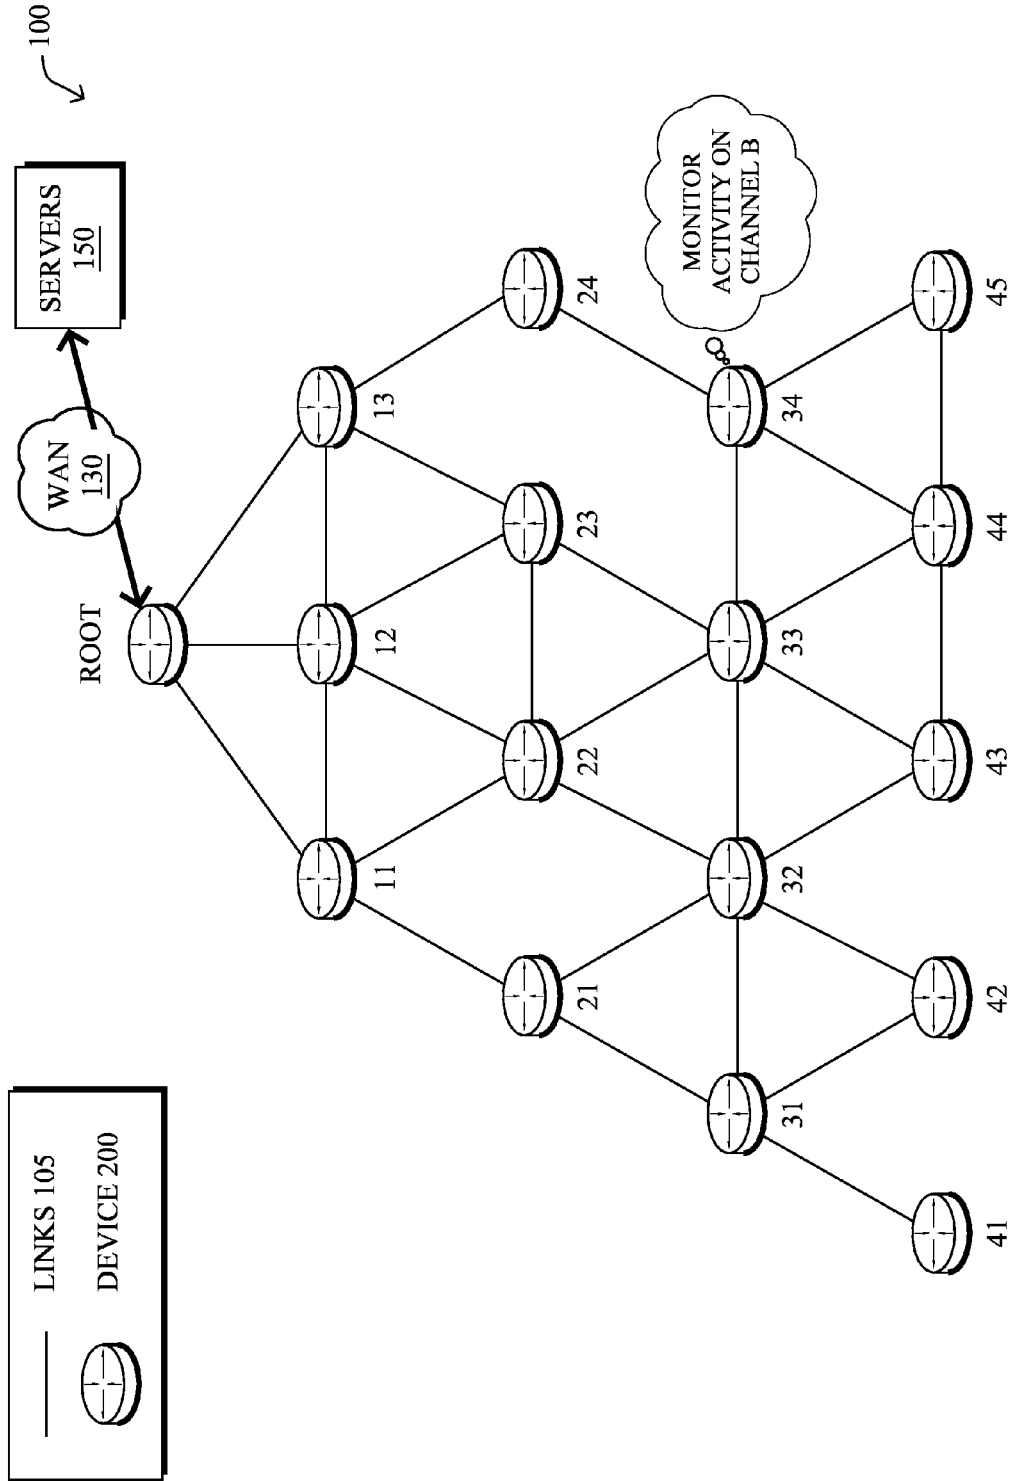 100
SERVERS
150
WAN
130
ROOT
11
12
13
21
22
23
24
MONITOR
ACTIVITY ON
CHANNEL B
31
32
33
34
41
42
43
44
45
LINKS 105
DEVICE 200